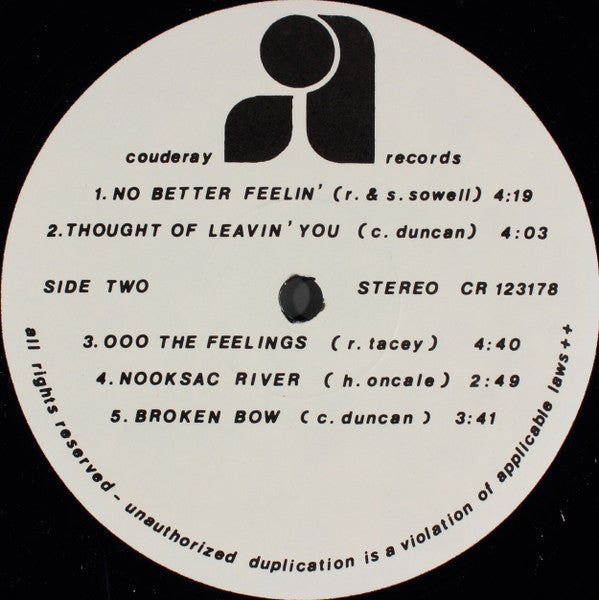 couderay records
1. NO BETTER FEELIN' (r. & s. sowell) 4:19
2. THOUGHT OF LEAVIN' YOU (c. duncan) 4:03
SIDE TWO STEREO CR 123178
3. OOO THE FEELINGS (r. tacey) 4:40
4. NOOKSAC RIVER (h. oncale) 2:49
5. BROKEN BOW (c. duncan) 3:41
all rights reserved - unauthorized duplication is a violation of applicable laws++